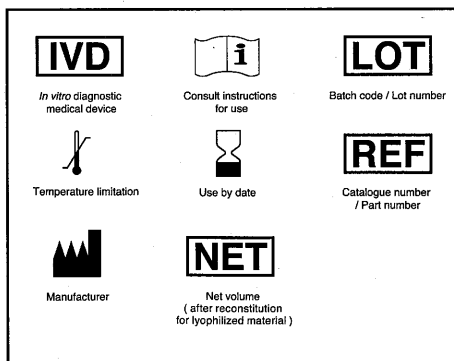 IVD
i
LOT
In vitro diagnostic
medical device
Consult instructions
for use
Batch code / Lot number
REF
Temperature limitation
Use by date
Catalogue number
/ Part number
NET
Manufacturer
Net volume
( after reconstitution
for lyophilized material )